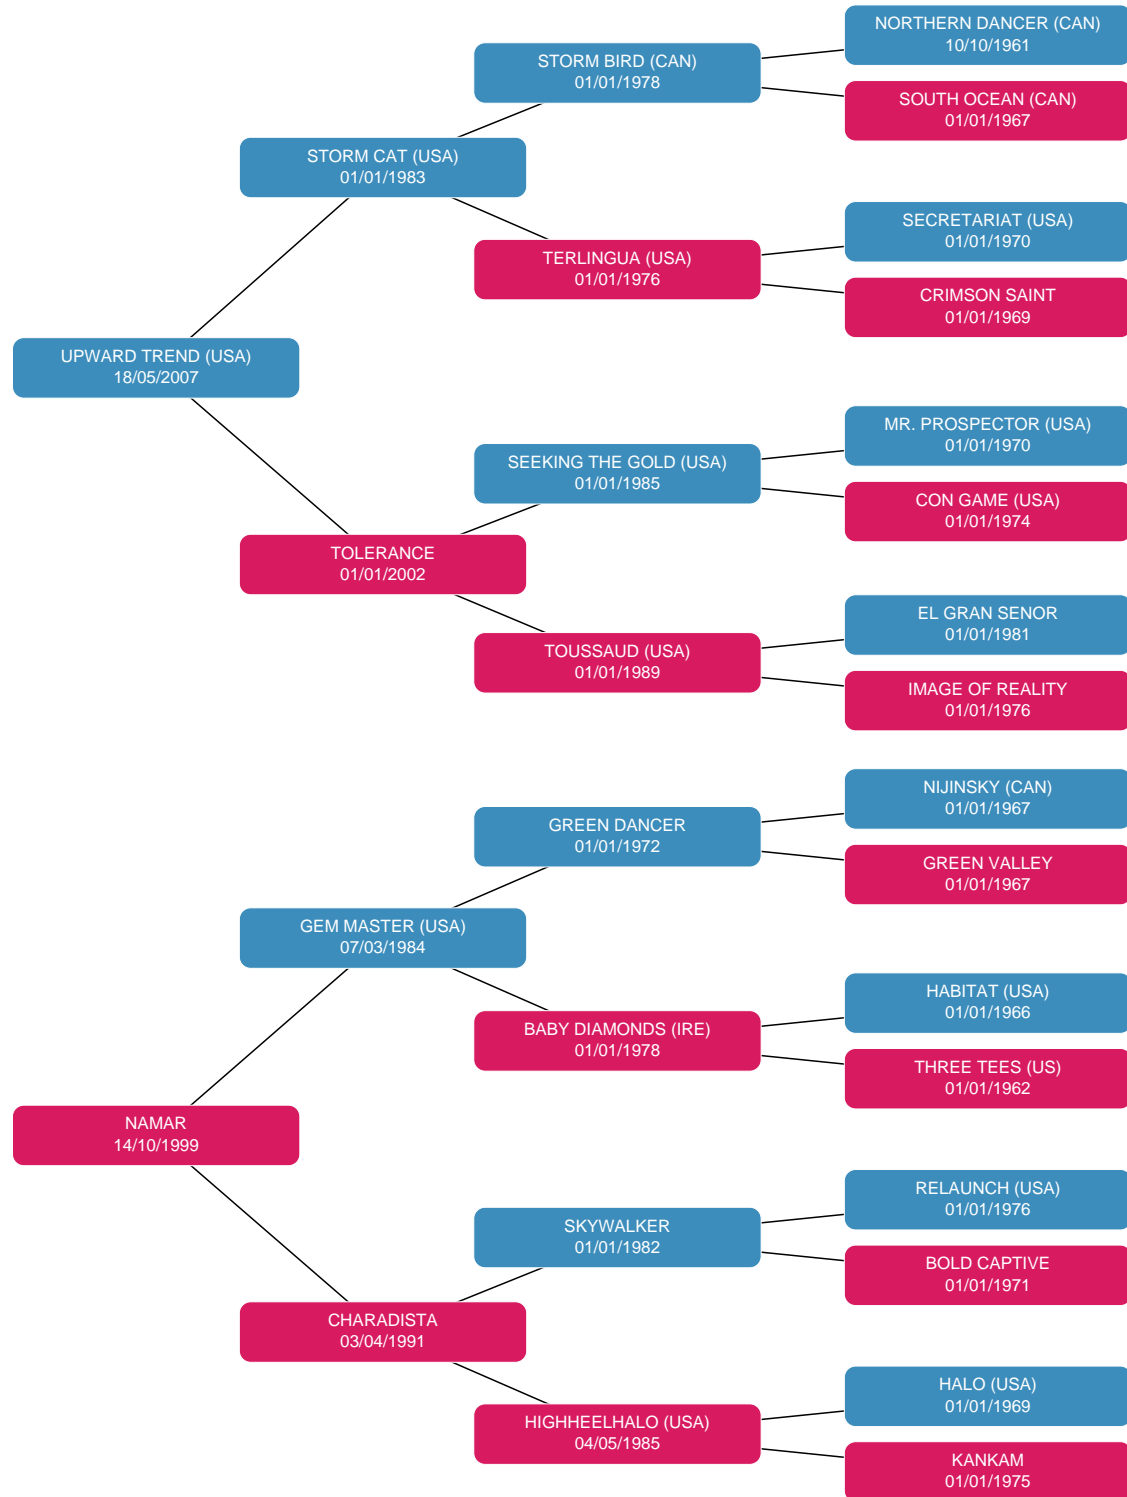 NORTHERN DANCER (CAN)
10/10/1961
STORM BIRD (CAN)
01/01/1978
SOUTH OCEAN (CAN)
01/01/1967
STORM CAT (USA)
01/01/1983
SECRETARIAT (USA)
01/01/1970
TERLINGUA (USA)
01/01/1976
CRIMSON SAINT
01/01/1969
UPWARD TREND (USA)
18/05/2007
MR. PROSPECTOR (USA)
01/01/1970
SEEKING THE GOLD (USA)
01/01/1985
CON GAME (USA)
01/01/1974
TOLERANCE
01/01/2002
EL GRAN SENOR
01/01/1981
TOUSSAUD (USA)
01/01/1989
IMAGE OF REALITY
01/01/1976
NIJINSKY (CAN)
01/01/1967
GREEN DANCER
01/01/1972
GREEN VALLEY
01/01/1967
GEM MASTER (USA)
07/03/1984
HABITAT (USA)
01/01/1966
BABY DIAMONDS (IRE)
01/01/1978
THREE TEES (US)
01/01/1962
NAMAR
14/10/1999
RELAUNCH (USA)
01/01/1976
SKYWALKER
01/01/1982
BOLD CAPTIVE
01/01/1971
CHARADISTA
03/04/1991
HALO (USA)
01/01/1969
HIGHHEELHALO (USA)
04/05/1985
KANKAM
01/01/1975